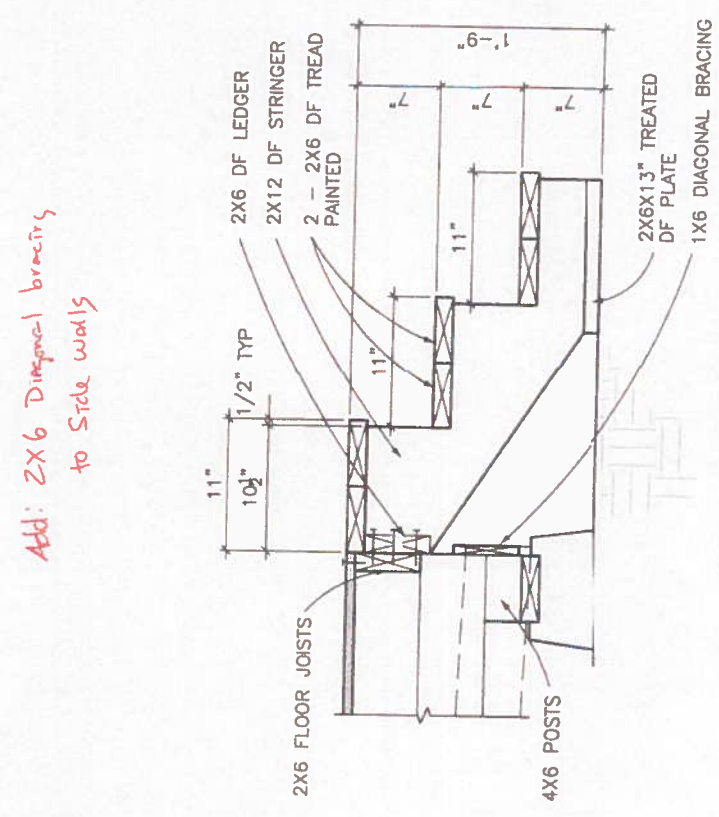 Add: 2X6 Diagonal bracing
to Side walls
2X6 DF LEDGER
2X12 DF STRINGER
2 - 2X6 DF TREAD
PAINTED
11"
10½"
1/2" TYP
11"
11"
7"
7"
7"
1'-9"
2X6 FLOOR JOISTS
4X6 POSTS
2X6X13" TREATED
DF PLATE
1X6 DIAGONAL BRACING